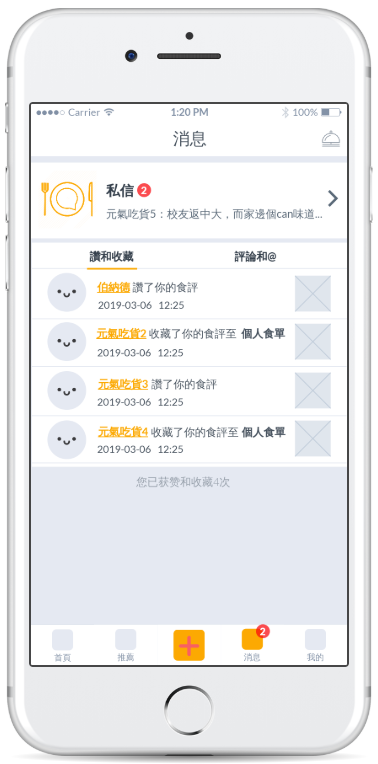 Carrier 1:20 PM 100%
消息
私信 2
元氣吃貨5：校友返中大，而家邊個can味道...
讚和收藏 評論和@
伯納德 讚了你的食評
2019-03-06 12:25
元氣吃貨2 收藏了你的食評至 個人食單
2019-03-06 12:25
元氣吃貨3 讚了你的食評
2019-03-06 12:25
元氣吃貨4 收藏了你的食評至 個人食單
2019-03-06 12:25
您已获赞和收藏4次
2
首頁 推薦 消息 我的